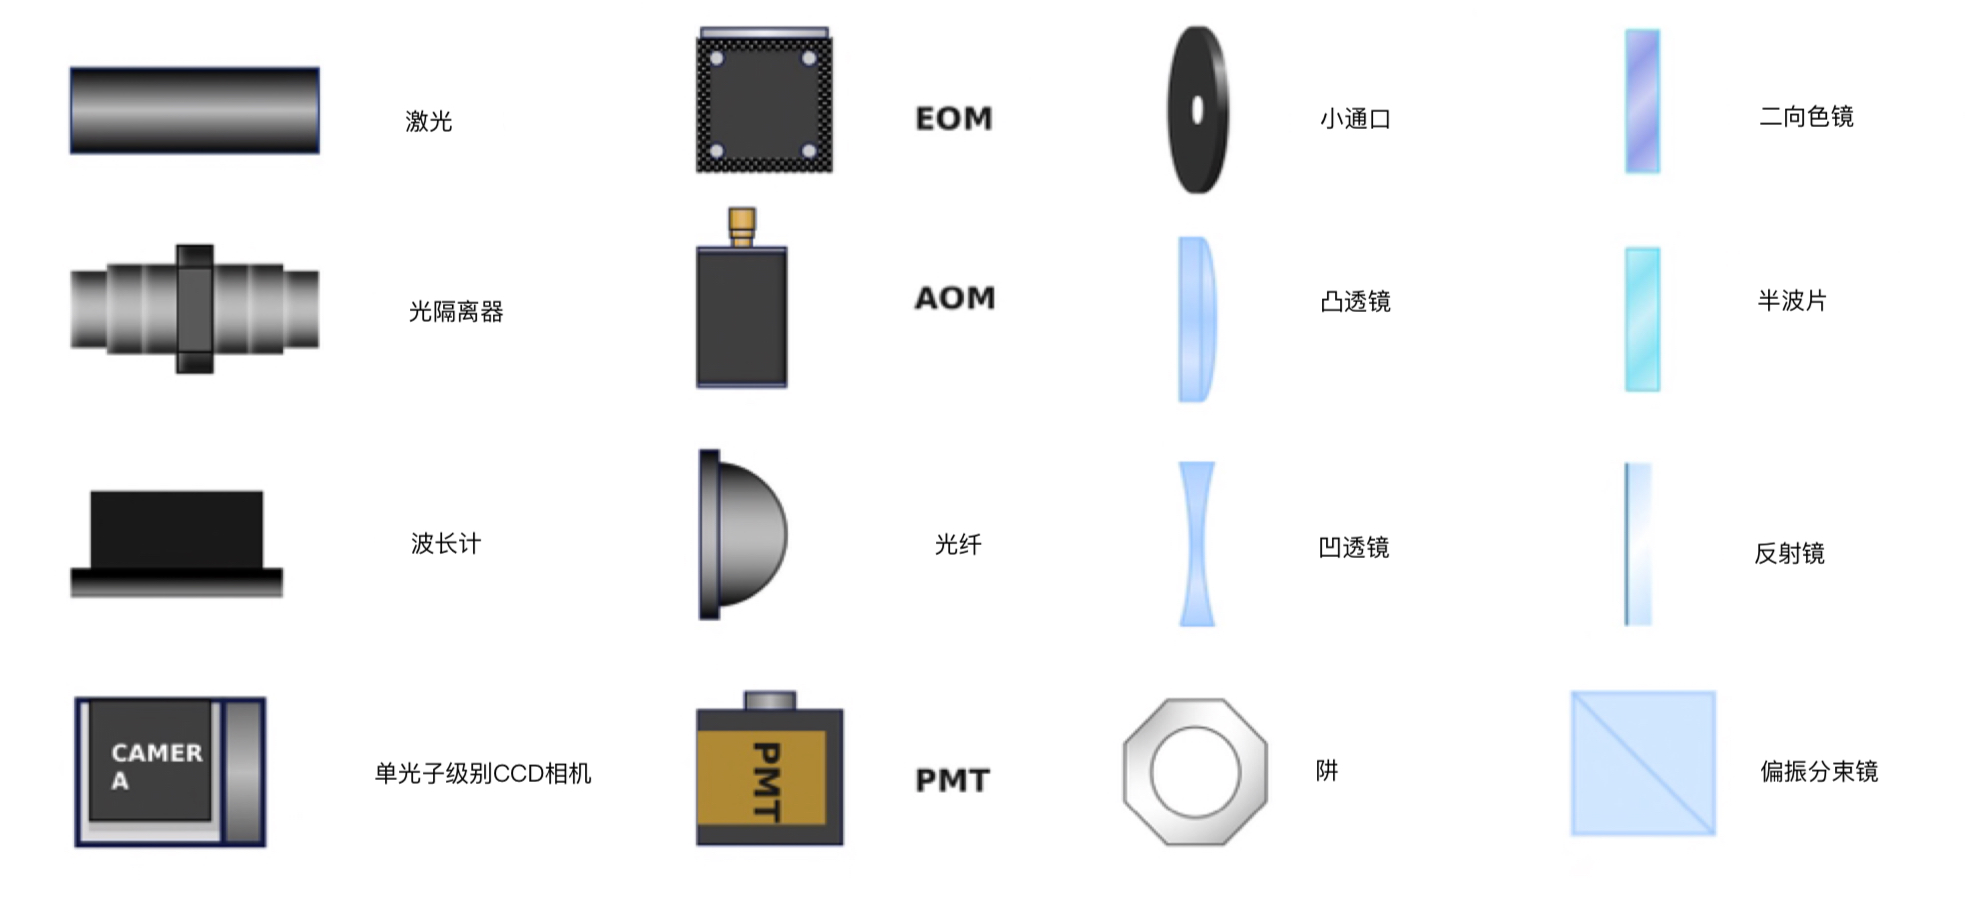 激光
EOM
小通口
二向色镜
光隔离器
AOM
凸透镜
半波片
波长计
光纤
凹透镜
反射镜
CAMER
A
单光子级别CCD相机
PMT
PMT
阱
偏振分束镜